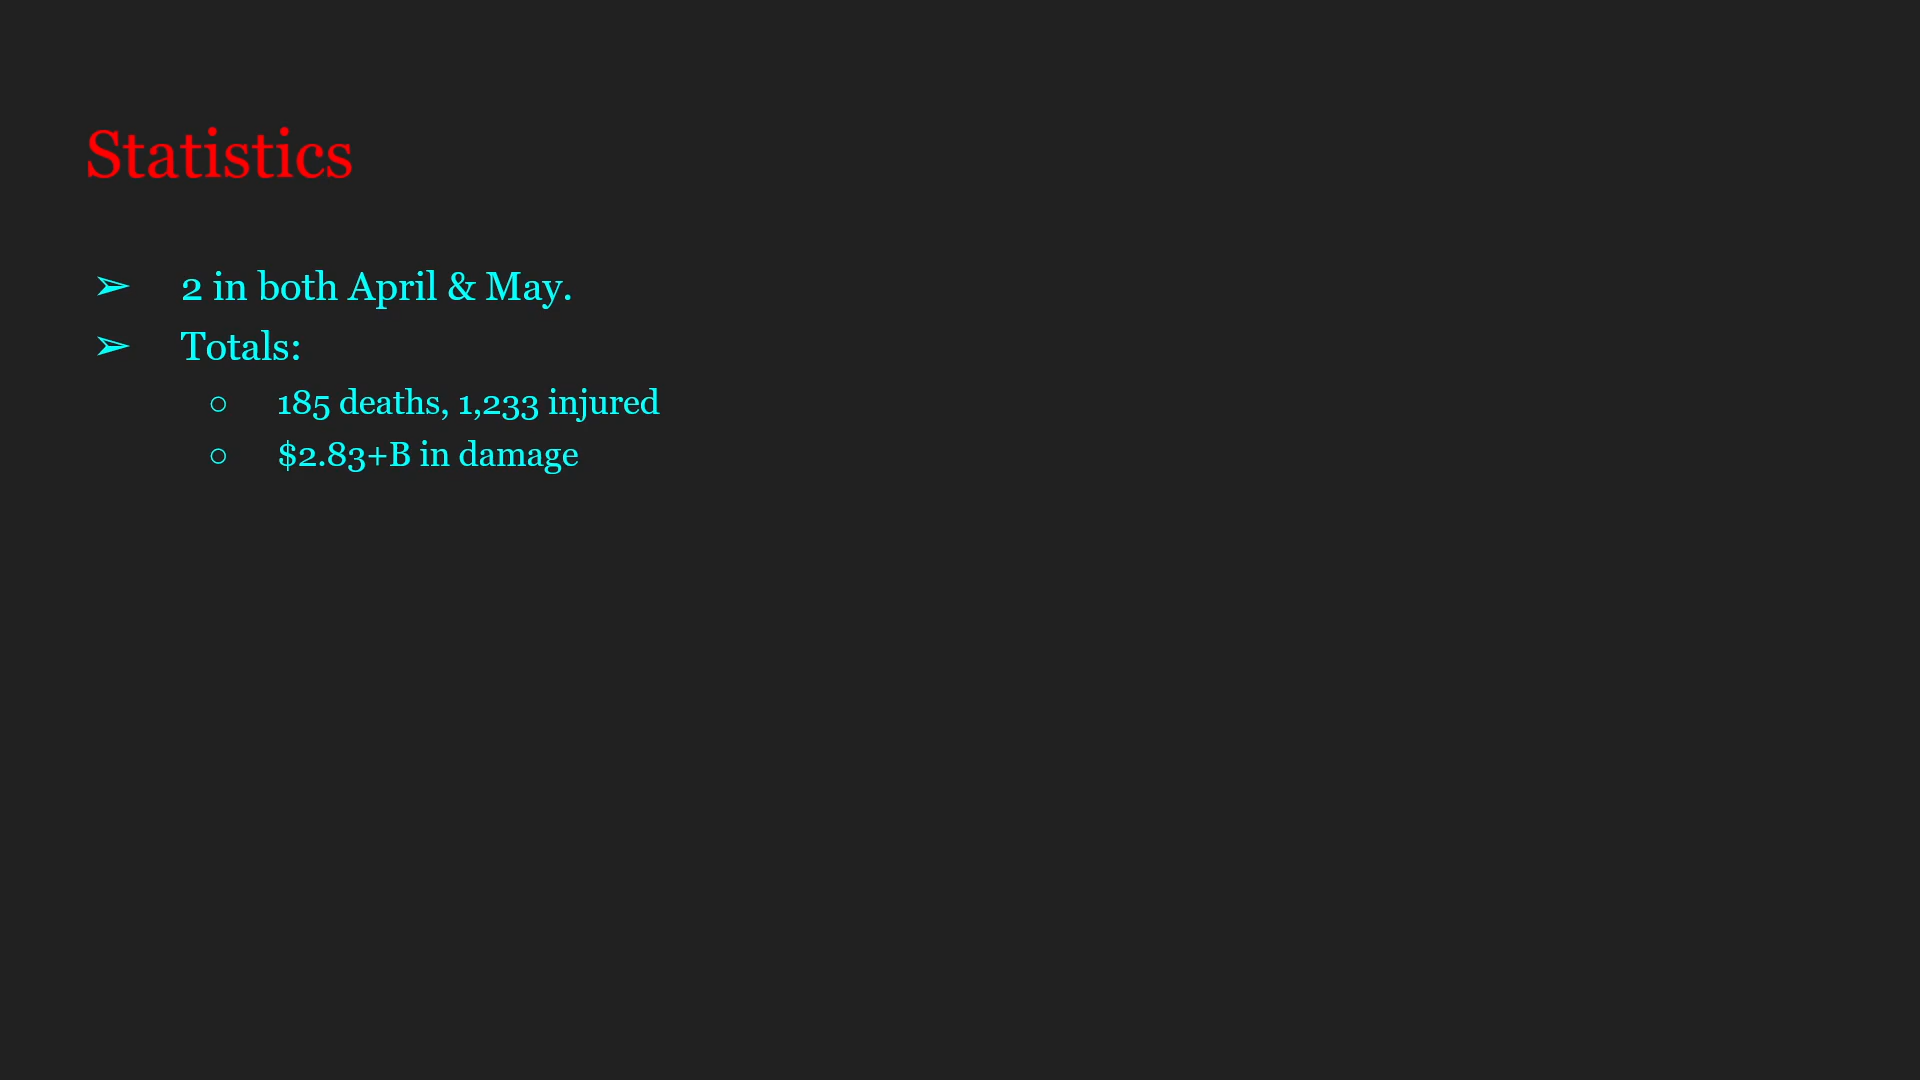 Statistics
➢ 2 in both April & May.
➢ Totals:
○ 185 deaths, 1,233 injured
○ $2.83+B in damage